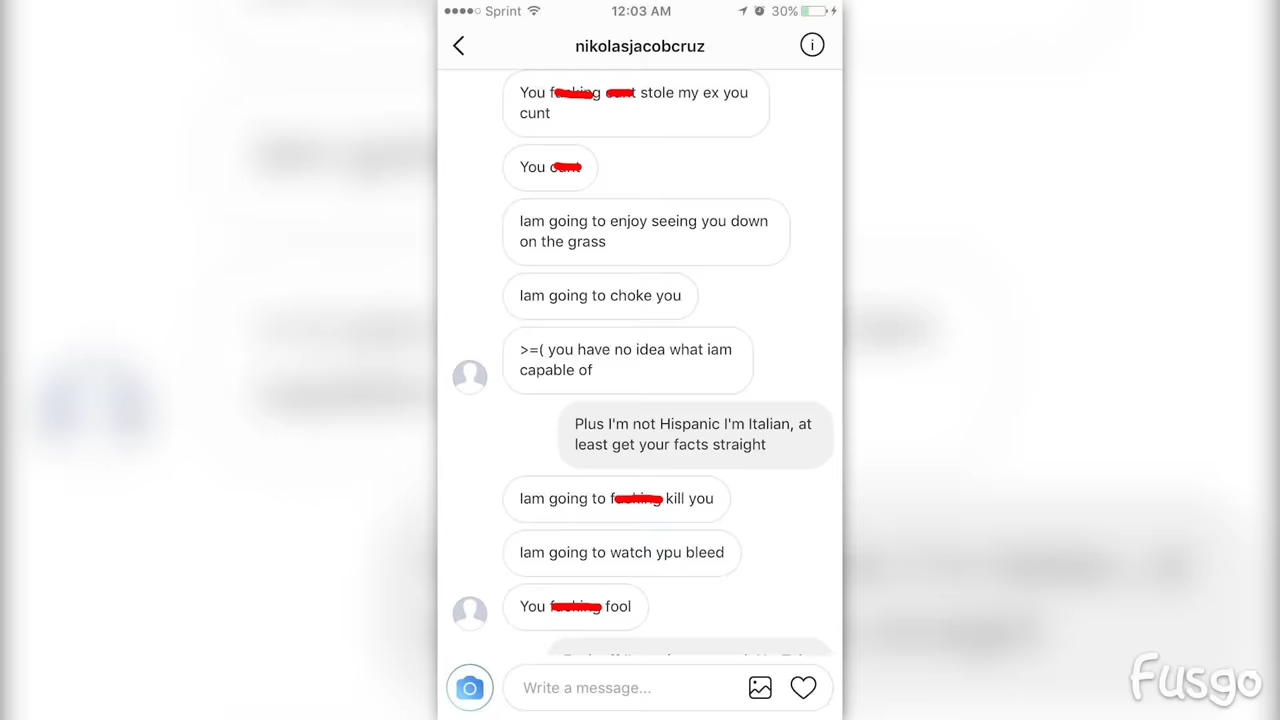 Sprint 12:03 AM 30%
nikolasjacobcruz
You f king t stole my ex you
cunt
You
Iam going to enjoy seeing you down
on the grass
Iam going to choke you
>=( you have no idea what iam
capable of
Plus I'm not Hispanic I'm Italian, at
least get your facts straight
Iam going to kill you
Iam going to watch ypu bleed
You fool
Write a message...
Fusgo